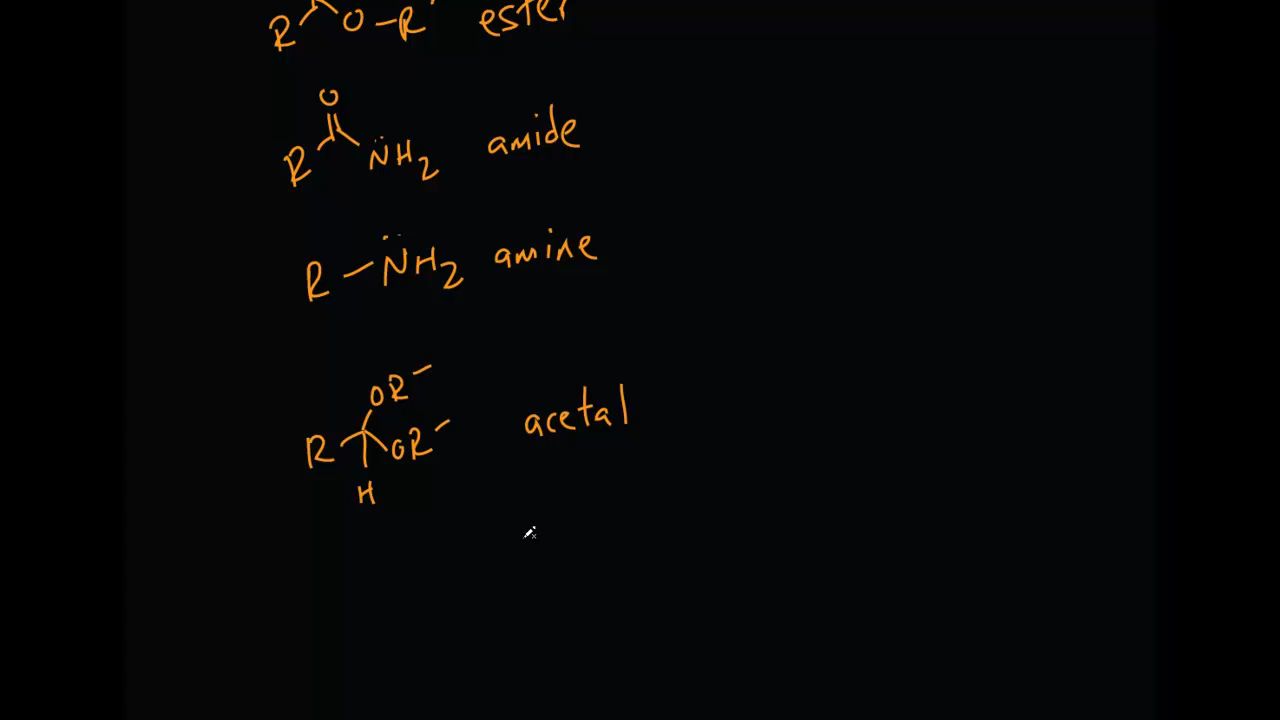 R O-R' ester
O
R NH2 amide
R-NH2 amine
OR
R OR acetal
H